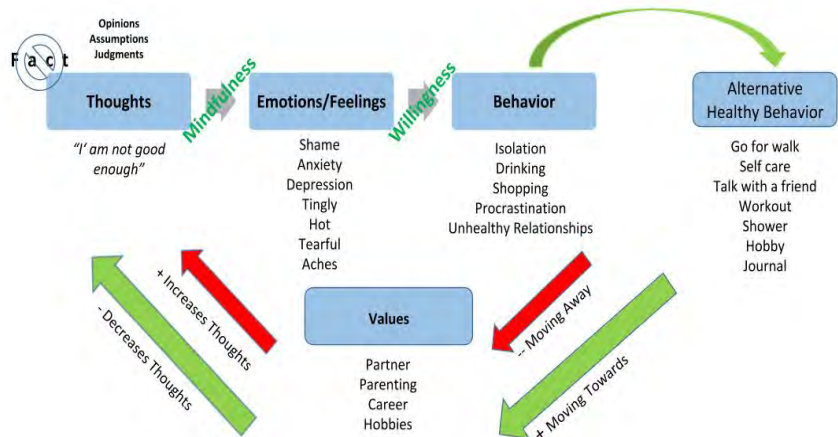 Opinions
Assumptions
Judgments
Fact
Thoughts
"I' am not good
enough"
Mindfulness
Emotions/Feelings
Shame
Anxiety
Depression
Tingly
Hot
Tearful
Aches
Willingness
Behavior
Isolation
Drinking
Shopping
Procrastination
Unhealthy Relationships
Alternative
Healthy Behavior
Go for walk
Self care
Talk with a friend
Workout
Shower
Hobby
Journal
+ Increases Thoughts
- Decreases Thoughts
Values
Partner
Parenting
Career
Hobbies
-- Moving Away
+ Moving Towards